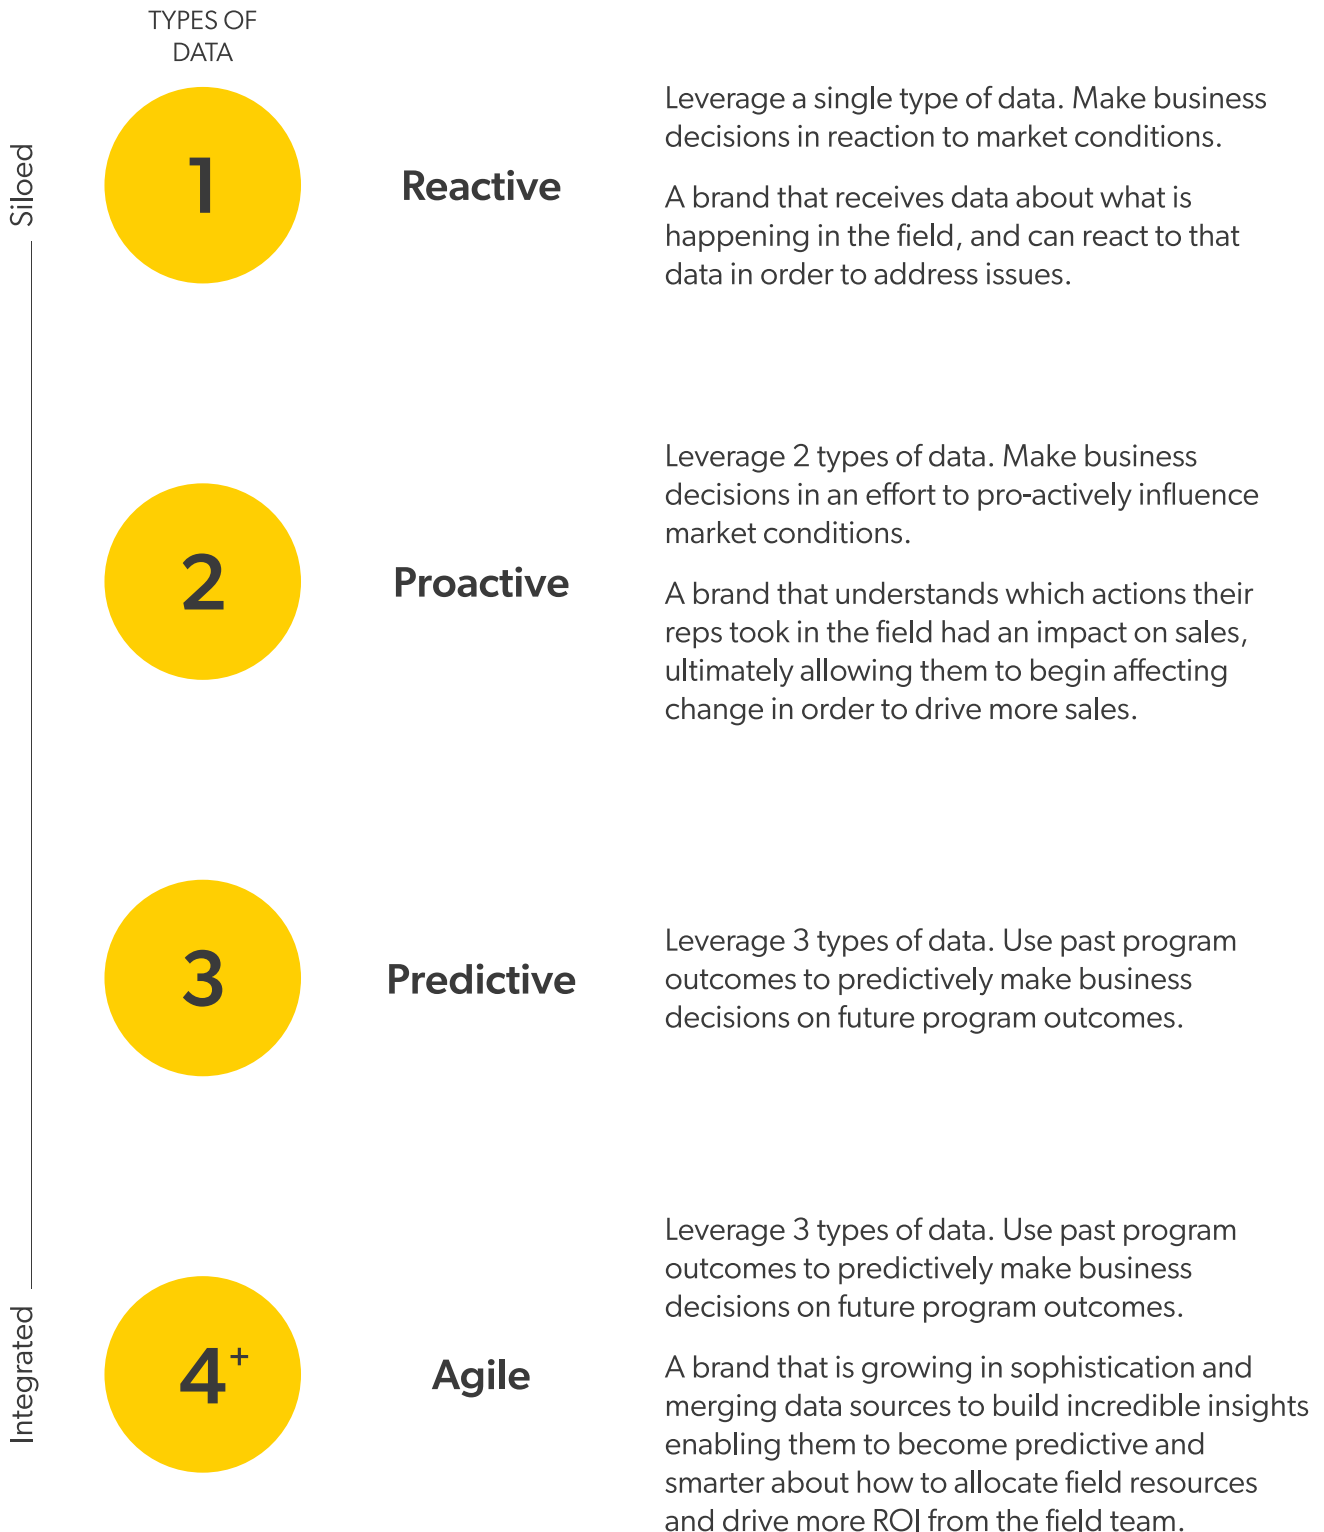 TYPES OF
DATA
Siloed
1
Reactive
Leverage a single type of data. Make business
decisions in reaction to market conditions.
A brand that receives data about what is
happening in the field, and can react to that
data in order to address issues.
2
Proactive
Leverage 2 types of data. Make business
decisions in an effort to pro-actively influence
market conditions.
A brand that understands which actions their
reps took in the field had an impact on sales,
ultimately allowing them to begin affecting
change in order to drive more sales.
3
Predictive
Leverage 3 types of data. Use past program
outcomes to predictively make business
decisions on future program outcomes.
Integrated
4+
Agile
Leverage 3 types of data. Use past program
outcomes to predictively make business
decisions on future program outcomes.
A brand that is growing in sophistication and
merging data sources to build incredible insights
enabling them to become predictive and
smarter about how to allocate field resources
and drive more ROI from the field team.